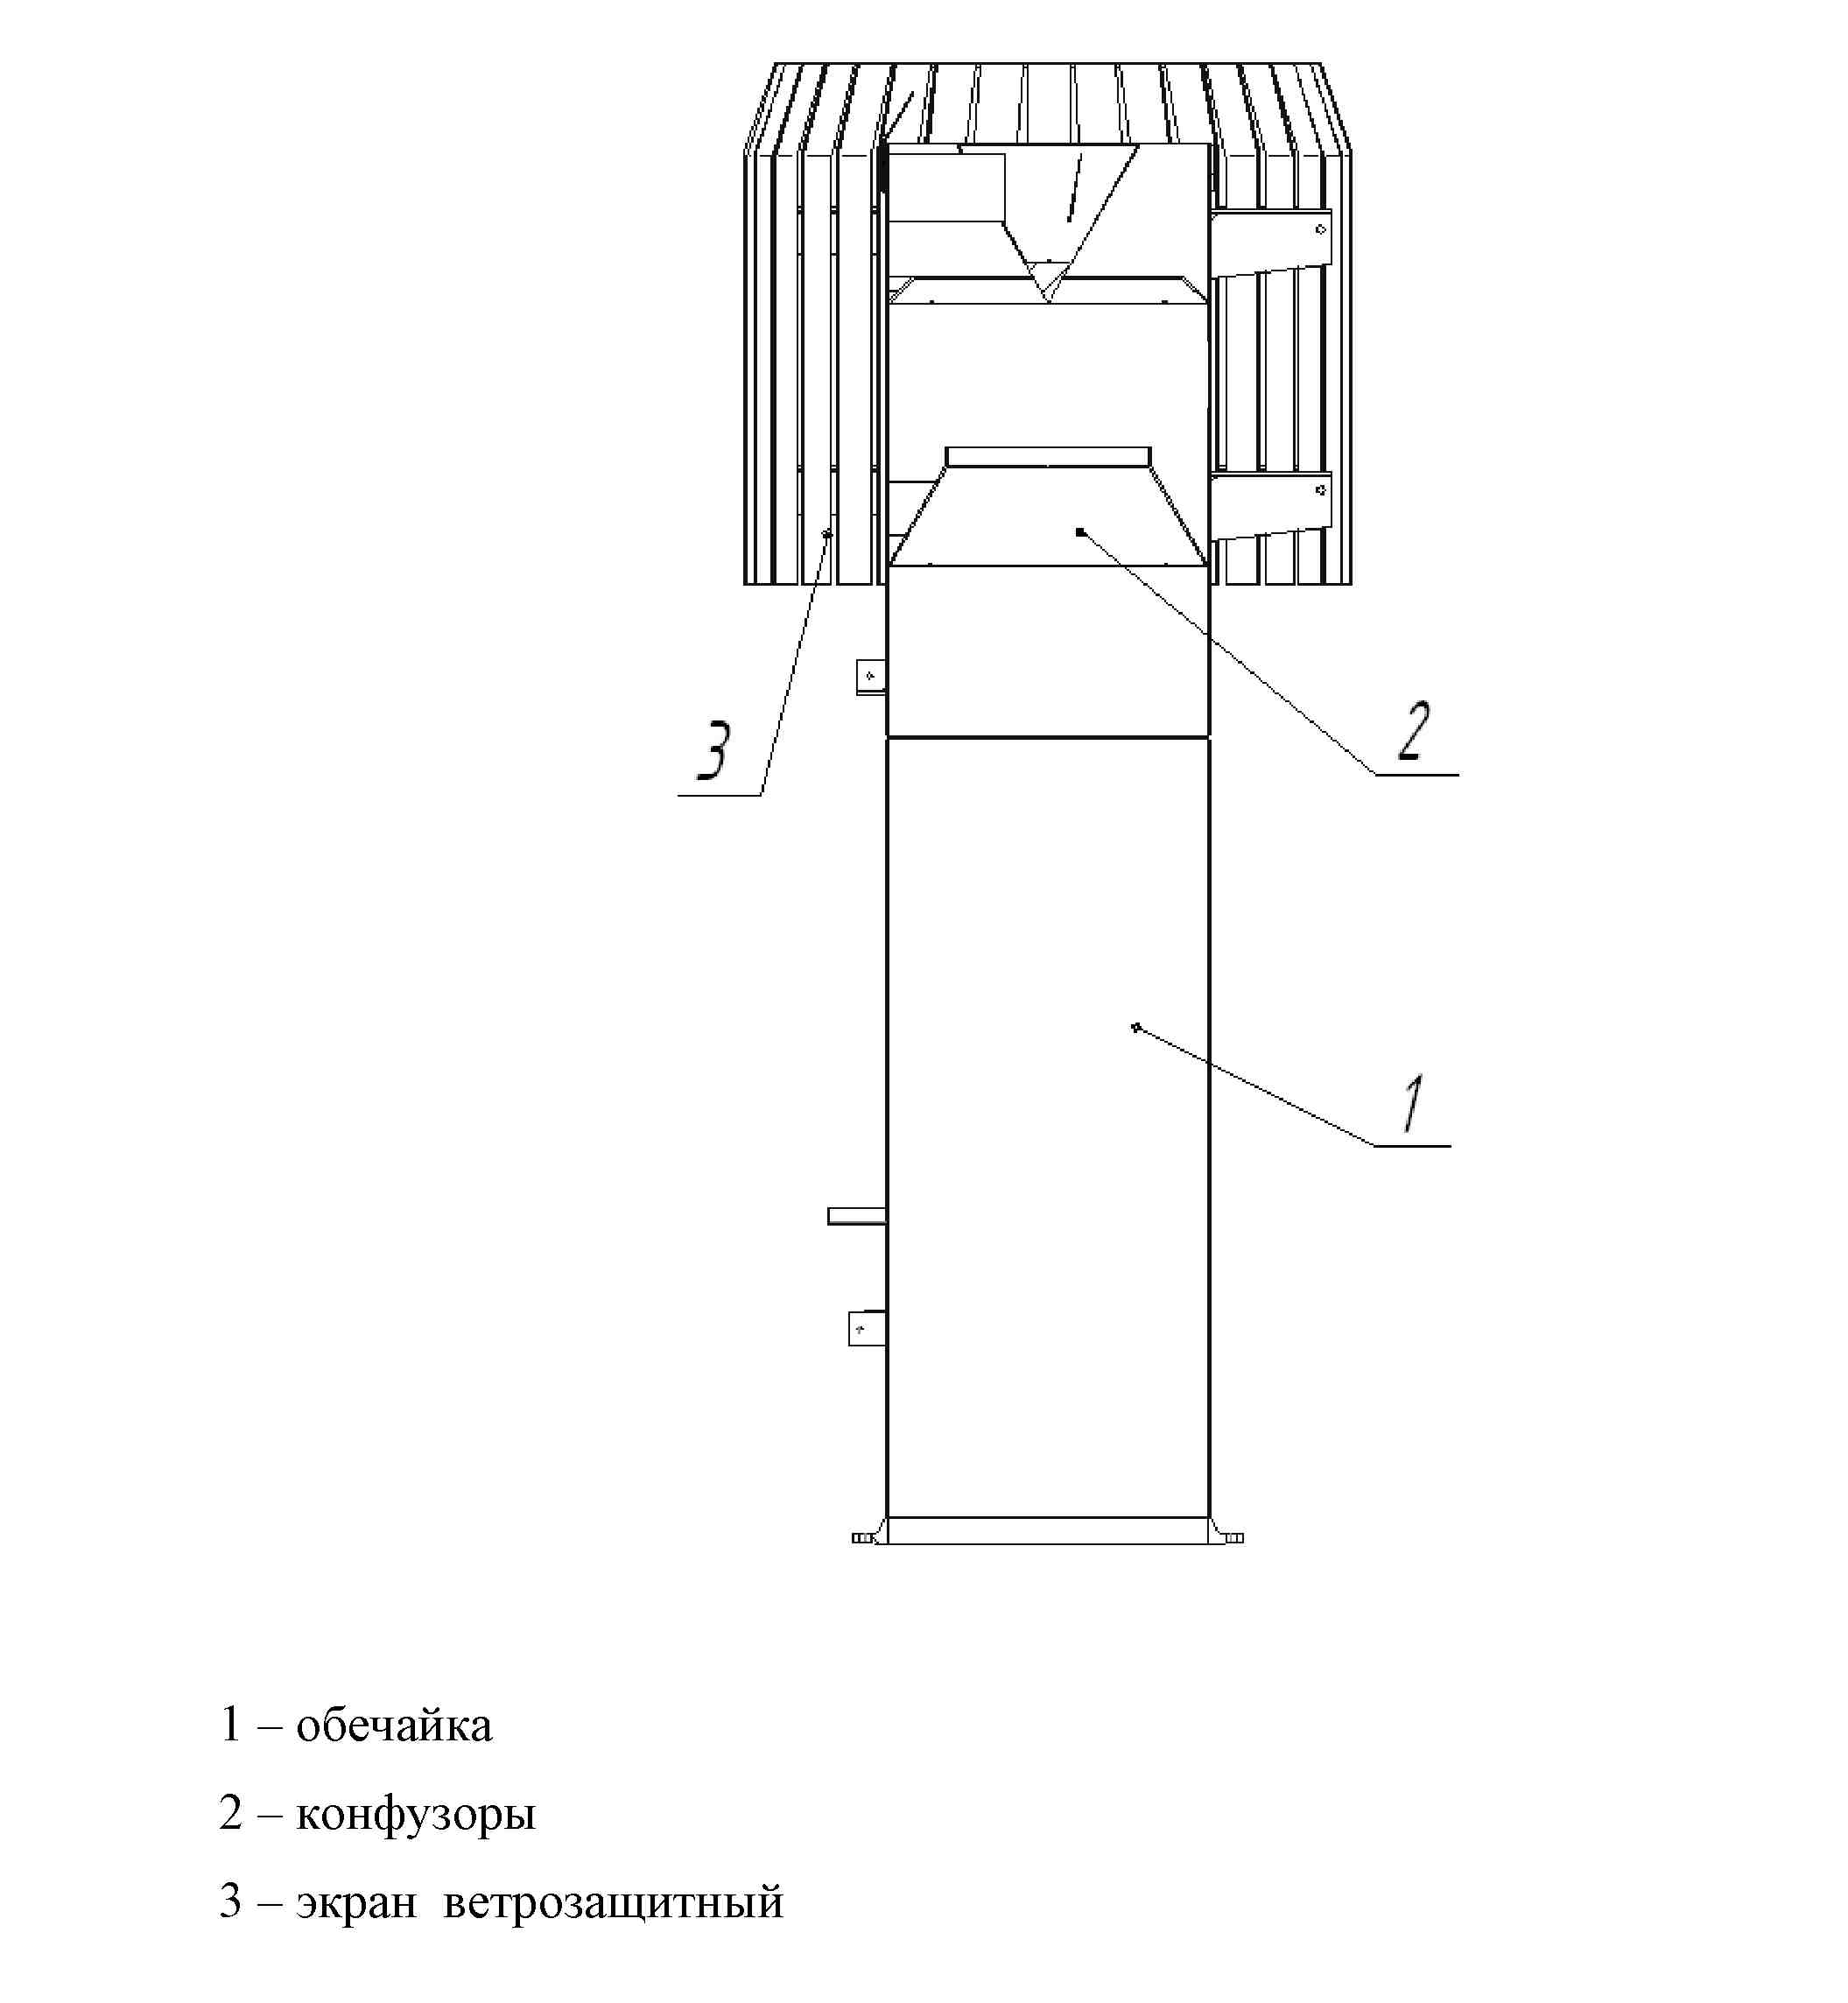 3
2
1
1 – обечайка
2 – конфузоры
3 – экран ветрозащитный